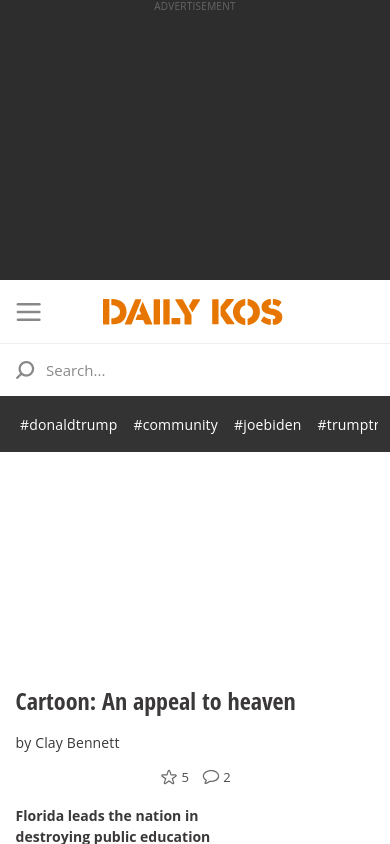 ADVERTISEMENT
DAILY KOS
Search...
#donaldtrump #community #joebiden #trumptr
Cartoon: An appeal to heaven
by Clay Bennett
5 2
Florida leads the nation in
destroying public education